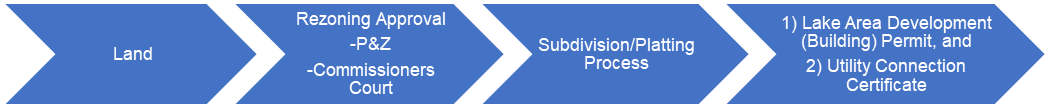 Land
Rezoning Approval
-P&Z
-Commissioners
Court
Subdivision/Platting
Process
1) Lake Area Development
(Building) Permit, and
2) Utility Connection
Certificate